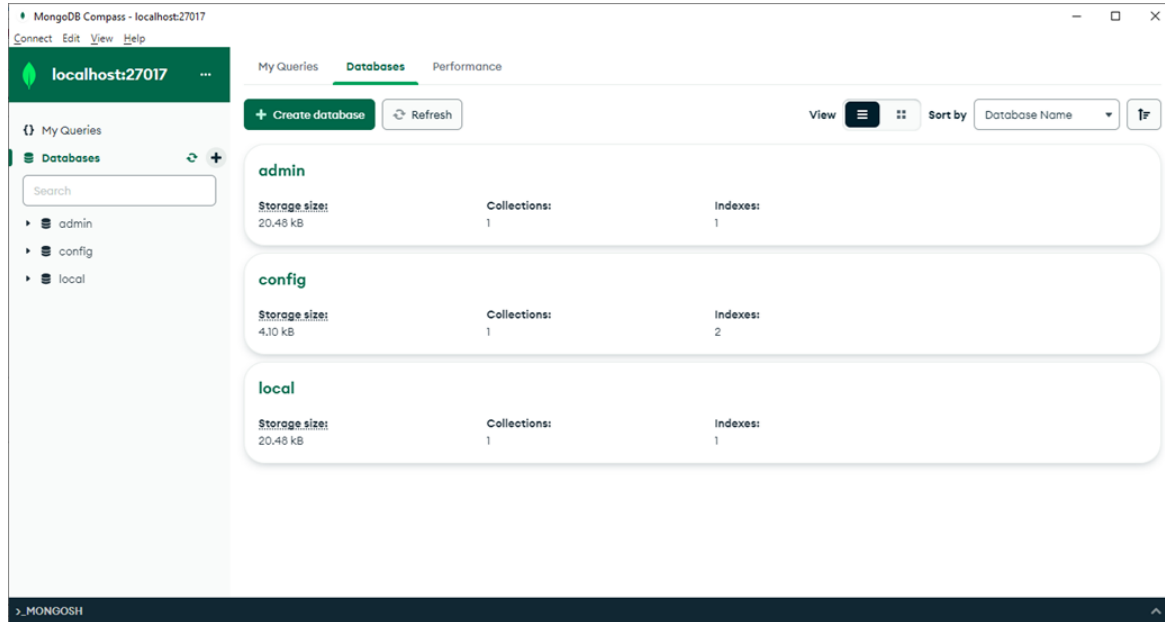 MongoDB Compass - localhost:27017
Connect Edit View Help
localhost:27017 ...
My Queries Databases Performance
+ Create database Refresh
View Sort by Database Name
{} My Queries
Databases
Search
admin
config
local
admin
Storage size: Collections: Indexes:
20.48 kB 1 1
config
Storage size: Collections: Indexes:
4.10 kB 1 2
local
Storage size: Collections: Indexes:
20.48 kB 1 1
>_MONGOSH